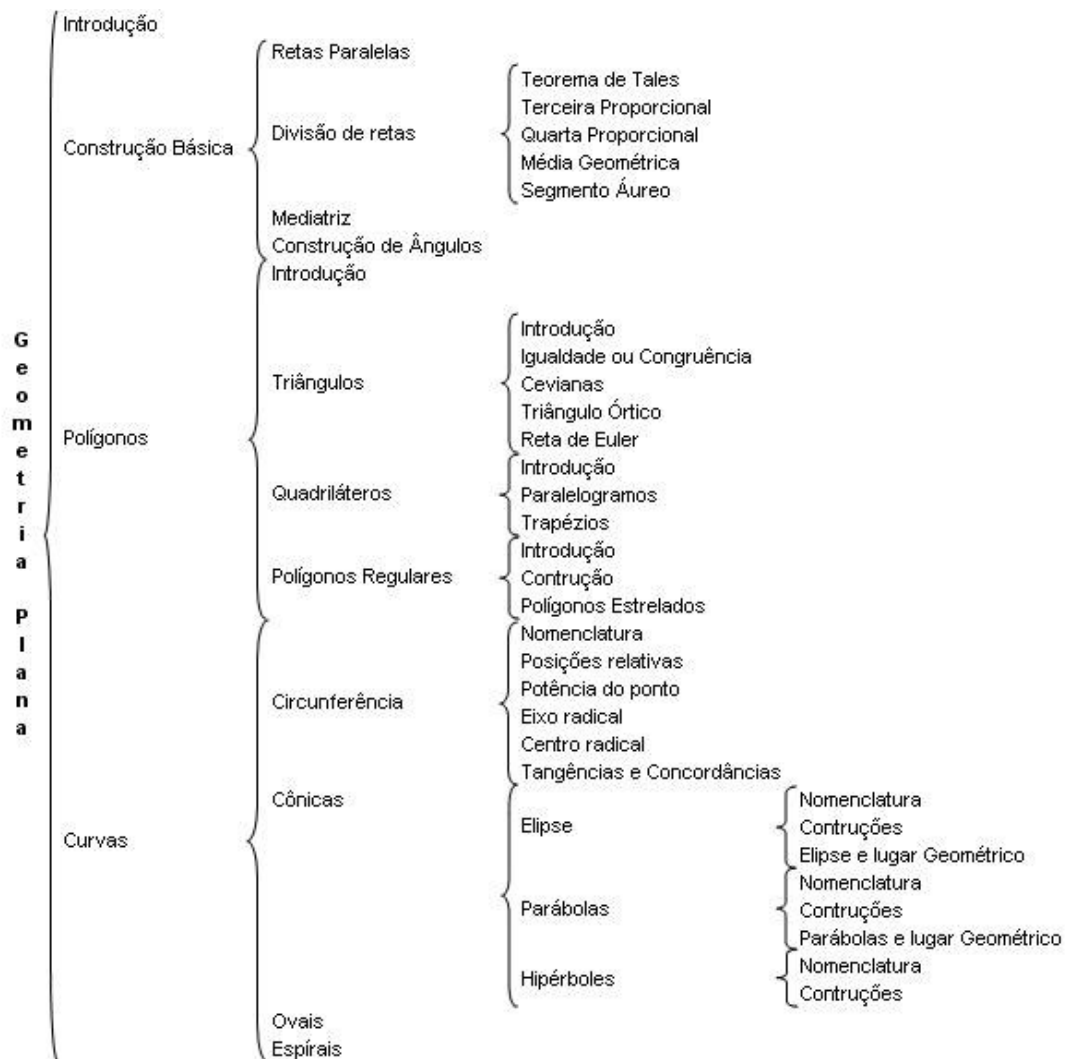 Geometria Plana
Introdução
Construção Básica
Retas Paralelas
Divisão de retas
Teorema de Tales
Terceira Proporcional
Quarta Proporcional
Média Geométrica
Segmento Áureo
Mediatriz
Construção de Ângulos
Polígonos
Introdução
Triângulos
Introdução
Igualdade ou Congruência
Cevianas
Triângulo Órtico
Reta de Euler
Quadriláteros
Introdução
Paralelogramos
Trapézios
Polígonos Regulares
Introdução
Contrução
Polígonos Estrelados
Curvas
Circunferência
Nomenclatura
Posições relativas
Potência do ponto
Eixo radical
Centro radical
Tangências e Concordâncias
Cônicas
Elipse
Nomenclatura
Contruções
Elipse e lugar Geométrico
Parábolas
Nomenclatura
Contruções
Parábolas e lugar Geométrico
Hipérboles
Nomenclatura
Contruções
Ovais
Espírais